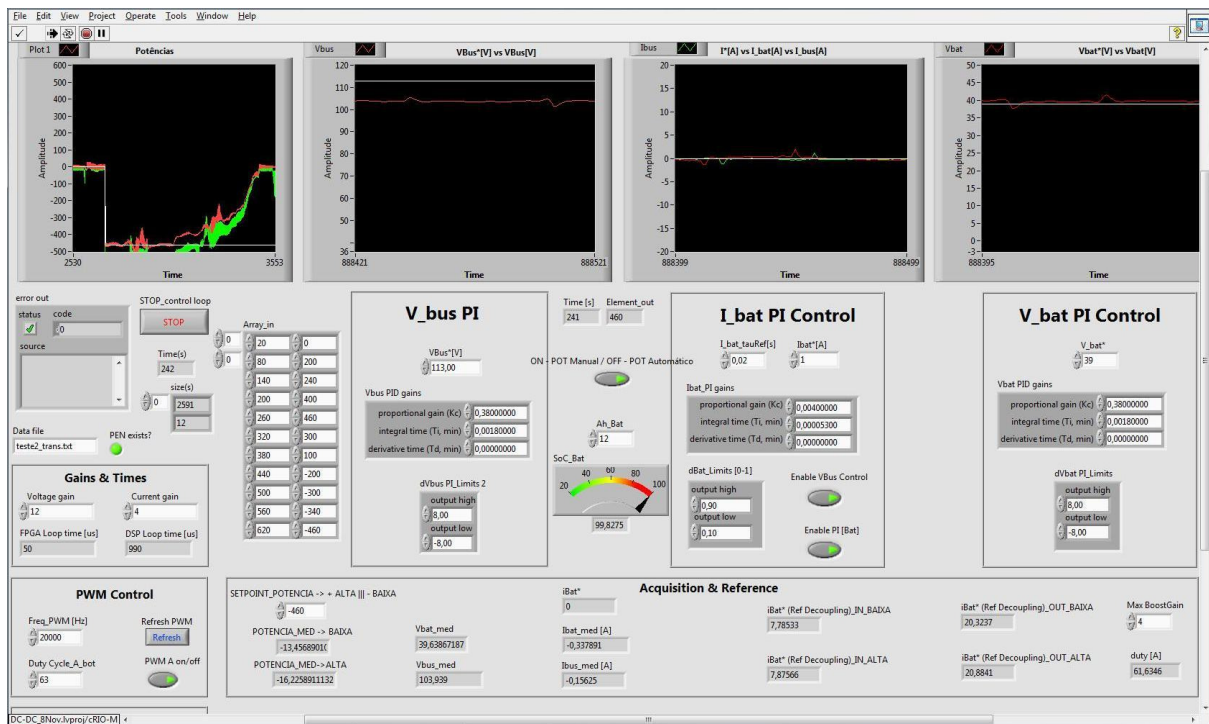 File Edit View Project Operate Tools Window Help
Plot 1
Potências
600
500
400
300
200
100
0
-100
-200
-300
-400
-500
Amplitude
2530
3553
Time
Vbus
VBus*[V] vs VBus[V]
120
110
100
90
80
70
60
50
36
Amplitude
888421
888521
Time
Ibus
I*[A] vs I_bat[A] vs I_bus[A]
20
15
10
5
0
-5
-10
-15
-20
Amplitude
888399
888499
Time
Vbat
Vbat*[V] vs Vbat[V]
50
45
40
35
30
25
20
15
10
5
0
-3
Amplitude
888395
Time
error out
status
code
0
source
Data file
teste2_trans.txt
PEN exists?
STOP_control loop
STOP
Time(s)
242
size(s)
0
2591
12
Array_in
0
0
20 0
80 200
140 240
200 400
260 460
320 300
380 100
440 -200
500 -300
560 -340
620 -460
V_bus PI
VBus*[V]
113,00
Vbus PID gains
proportional gain (Kc) 0,38000000
integral time (Ti, min) 0,00180000
derivative time (Td, min) 0,00000000
dVbus PI_Limits 2
output high
8,00
output low
-8,00
Time [s]
241
Element_out
460
ON - POT Manual / OFF - POT Automático
Ah_Bat
12
SoC_Bat
20
40
60
80
100
99,8275
I_bat PI Control
I_bat_tauRef[s]
0,02
Ibat*[A]
1
Ibat_PI gains
proportional gain (Kc) 0,00400000
integral time (Ti, min) 0,00005300
derivative time (Td, min) 0,00000000
dBat_Limits [0-1]
output high
0,90
output low
0,10
Enable VBus Control
Enable PI [Bat]
V_bat PI Control
V_bat*
39
Vbat PID gains
proportional gain (Kc) 0,38000000
integral time (Ti, min) 0,00180000
derivative time (Td, min) 0,00000000
dVbat PI_Limits
output high
8,00
output low
-8,00
Gains & Times
Voltage gain
12
Current gain
4
FPGA Loop time [us]
50
DSP Loop time [us]
990
PWM Control
Freq_PWM [Hz]
20000
Refresh PWM
Refresh
Duty Cycle_A_bot
63
PWM A on/off
Acquisition & Reference
SETPOINT_POTENCIA -> + ALTA ||| - BAIXA
-460
POTENCIA_MED -> BAIXA
-13,4568901
POTENCIA_MED->ALTA
-16,2258911132
Vbat_med
39,63867187
Vbus_med
103,939
iBat*
0
Ibat_med [A]
-0,337891
Ibus_med [A]
-0,15625
iBat* (Ref Decoupling)_IN_BAIXA
7,78533
iBat* (Ref Decoupling)_IN_ALTA
7,87566
iBat* (Ref Decoupling)_OUT_BAIXA
20,3237
iBat* (Ref Decoupling)_OUT_ALTA
20,8841
Max BoostGain
4
duty [A]
61,6346
DC-DC_8Nov.lvproj/cRIO-M